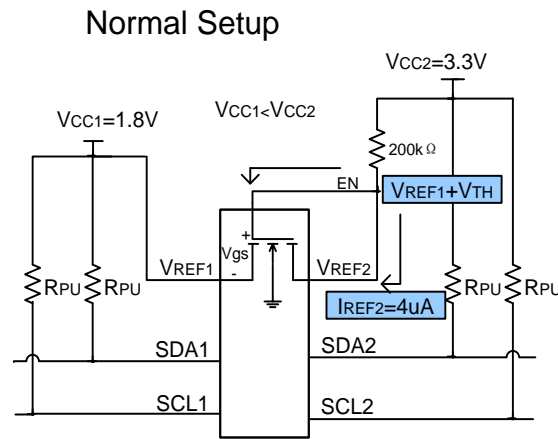 Normal Setup
VCC2=3.3V
VCC1=1.8V
VCC1<VCC2
200kΩ
EN
VREF1+VTH
+
Vgs
-
VREF1
VREF2
RPU
RPU
RPU
RPU
IREF2=4uA
SDA1
SDA2
SCL1
SCL2